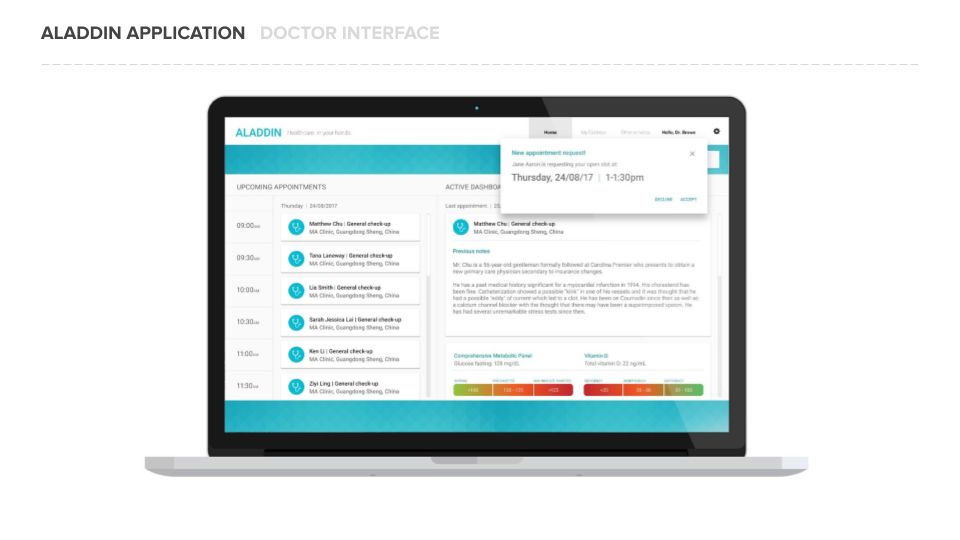 ALADDIN APPLICATION DOCTOR INTERFACE
ALADDIN Healthcare in your hands
Home My Hello, Dr. Brown
New appointment request!
Jane Aaron is requesting your open slot at:
Thursday, 24/08/17 | 1-1:30pm
DECLINE ACCEPT
UPCOMING APPOINTMENTS
Thursday | 24/08/2017
09:00AM
Matthew Chu | General check-up
MA Clinic, Guangdong Sheng, China
09:30AM
Tana Laneway | General check-up
MA Clinic, Guangdong Sheng, China
10:00AM
Lia Smith | General check-up
MA Clinic, Guangdong Sheng, China
10:30AM
Sarah Jessica Lai | General check-up
MA Clinic, Guangdong Sheng, China
11:00AM
Ken Li | General check-up
MA Clinic, Guangdong Sheng, China
11:30AM
Ziyi Ling | General check-up
MA Clinic, Guangdong Sheng, China
ACTIVE DASHBOA
Last appointment | 20
Matthew Chu | General check-up
MA Clinic, Guangdong Sheng, China
Previous notes
Mr. Chu is a 55-year-old gentleman formally followed at Carolina Premier who presents to obtain a
new primary care physician secondary to insurance changes.
He has a past medical history significant for a myocardial infarction in 1994. His cholesterol has
been fine. Catheterization showed a possible "kink" in one of his vessels and it was thought that he
had a possible "eddy" of current which led to a clot. He has been on Coumadin since then as well as
a calcium channel blocker with the thought that there may have been a superimposed spasm. He
has had several unremarkable stress tests since then.
Comprehensive Metabolic Panel
Glucose fasting: 128 mg/dL
Vitamin D:
Total vitamin D: 22 ng/mL